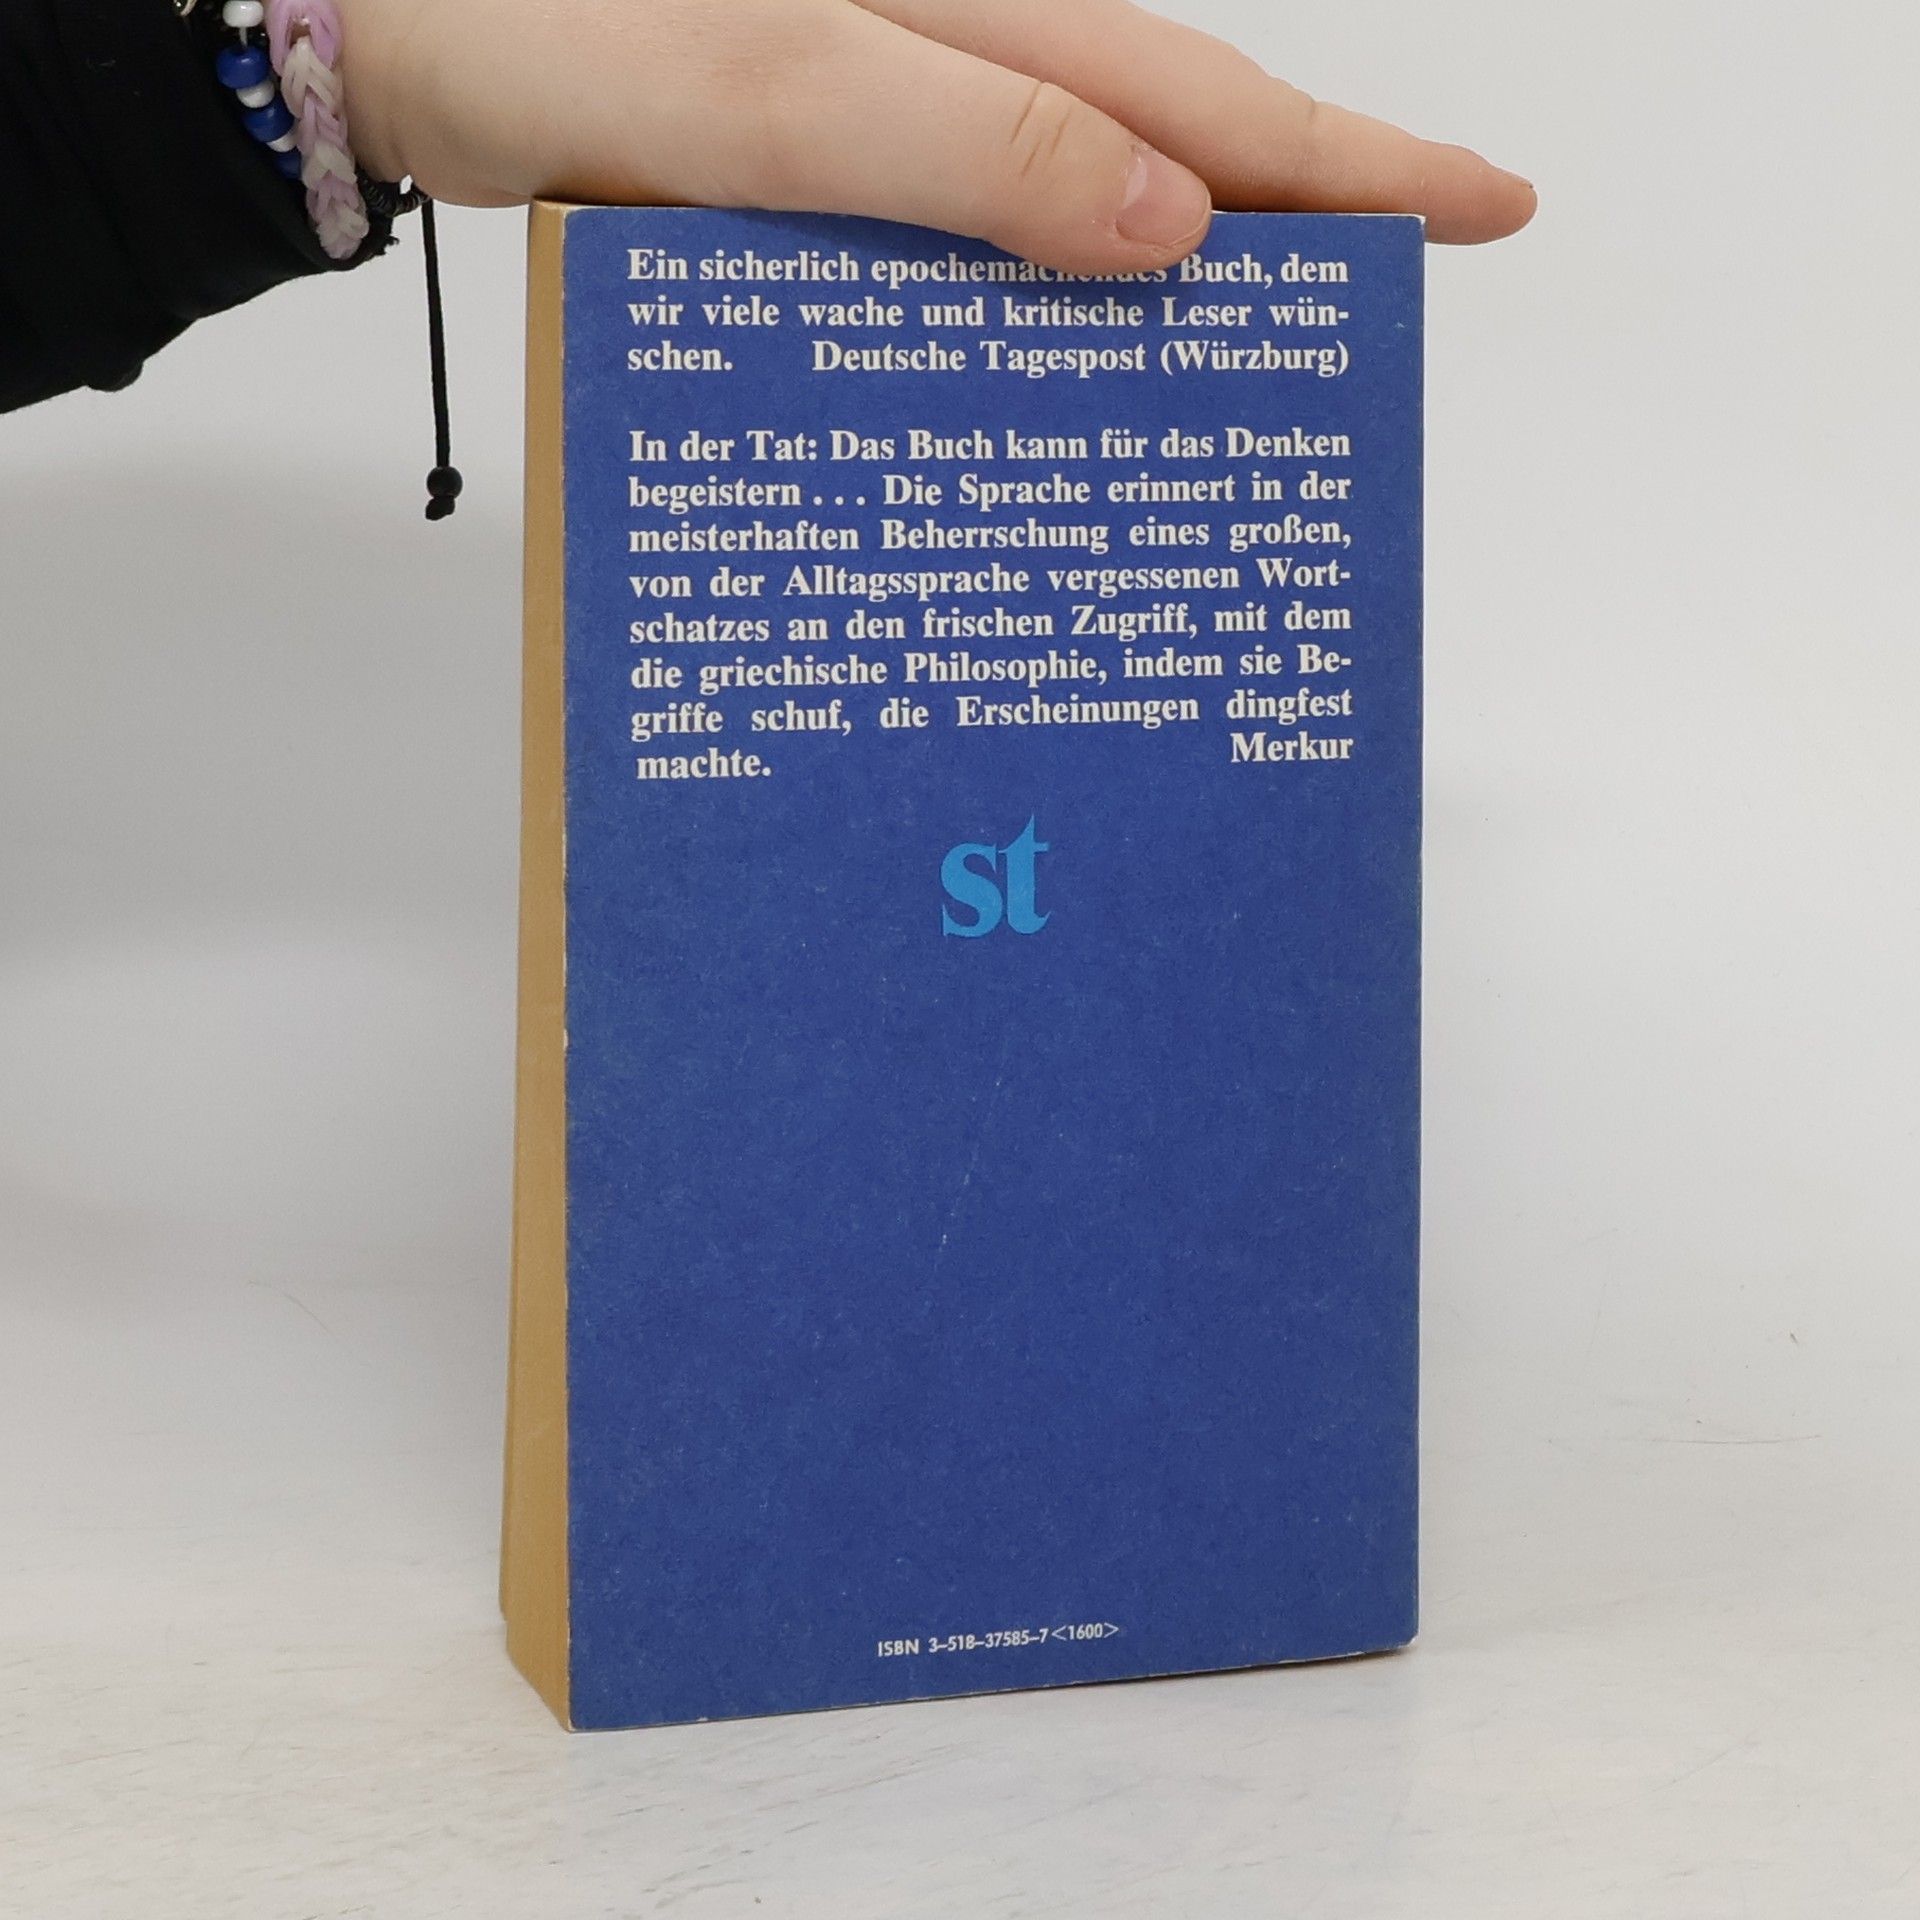 Ein sicherlich Buch, dem
wir viele wache und kritische Leser wün-
schen. Deutsche Tagespost (Würzburg)
In der Tat: Das Buch kann für das Denken
begeistern . . . Die Sprache erinnert in der
meisterhaften Beherrschung eines großen,
von der Alltagssprache vergessenen Wort-
schatzes an den frischen Zugriff, mit dem
die griechische Philosophie, indem sie Be-
griffe schuf, die Erscheinungen dingfest
machte. Merkur
st
ISBN 3–518–37585–7<1600>